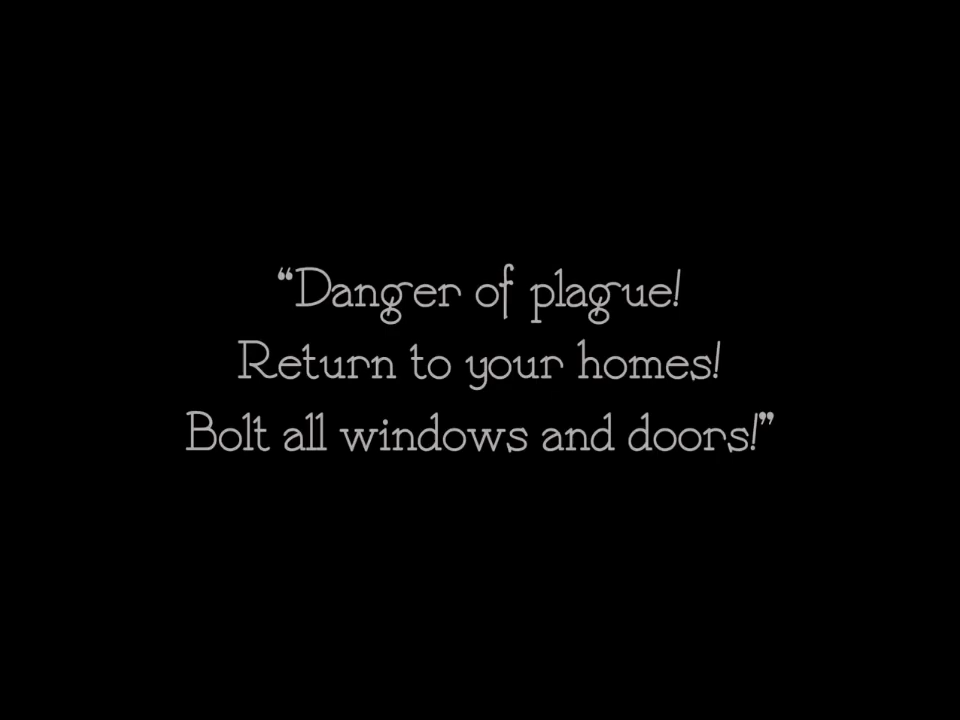 “Danger of plague!
Return to your homes!
Bolt all windows and doors!”